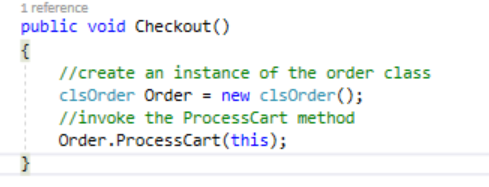 1 reference
public void Checkout()
{
//create an instance of the order class
clsOrder Order = new clsOrder();
//invoke the ProcessCart method
Order.ProcessCart(this);
}